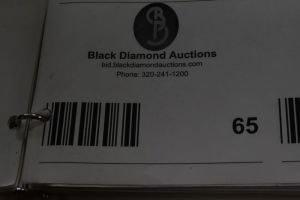 Black Diamond Auctions
bid.blackdiamondauctions.com
Phone: 320-241-1200
65